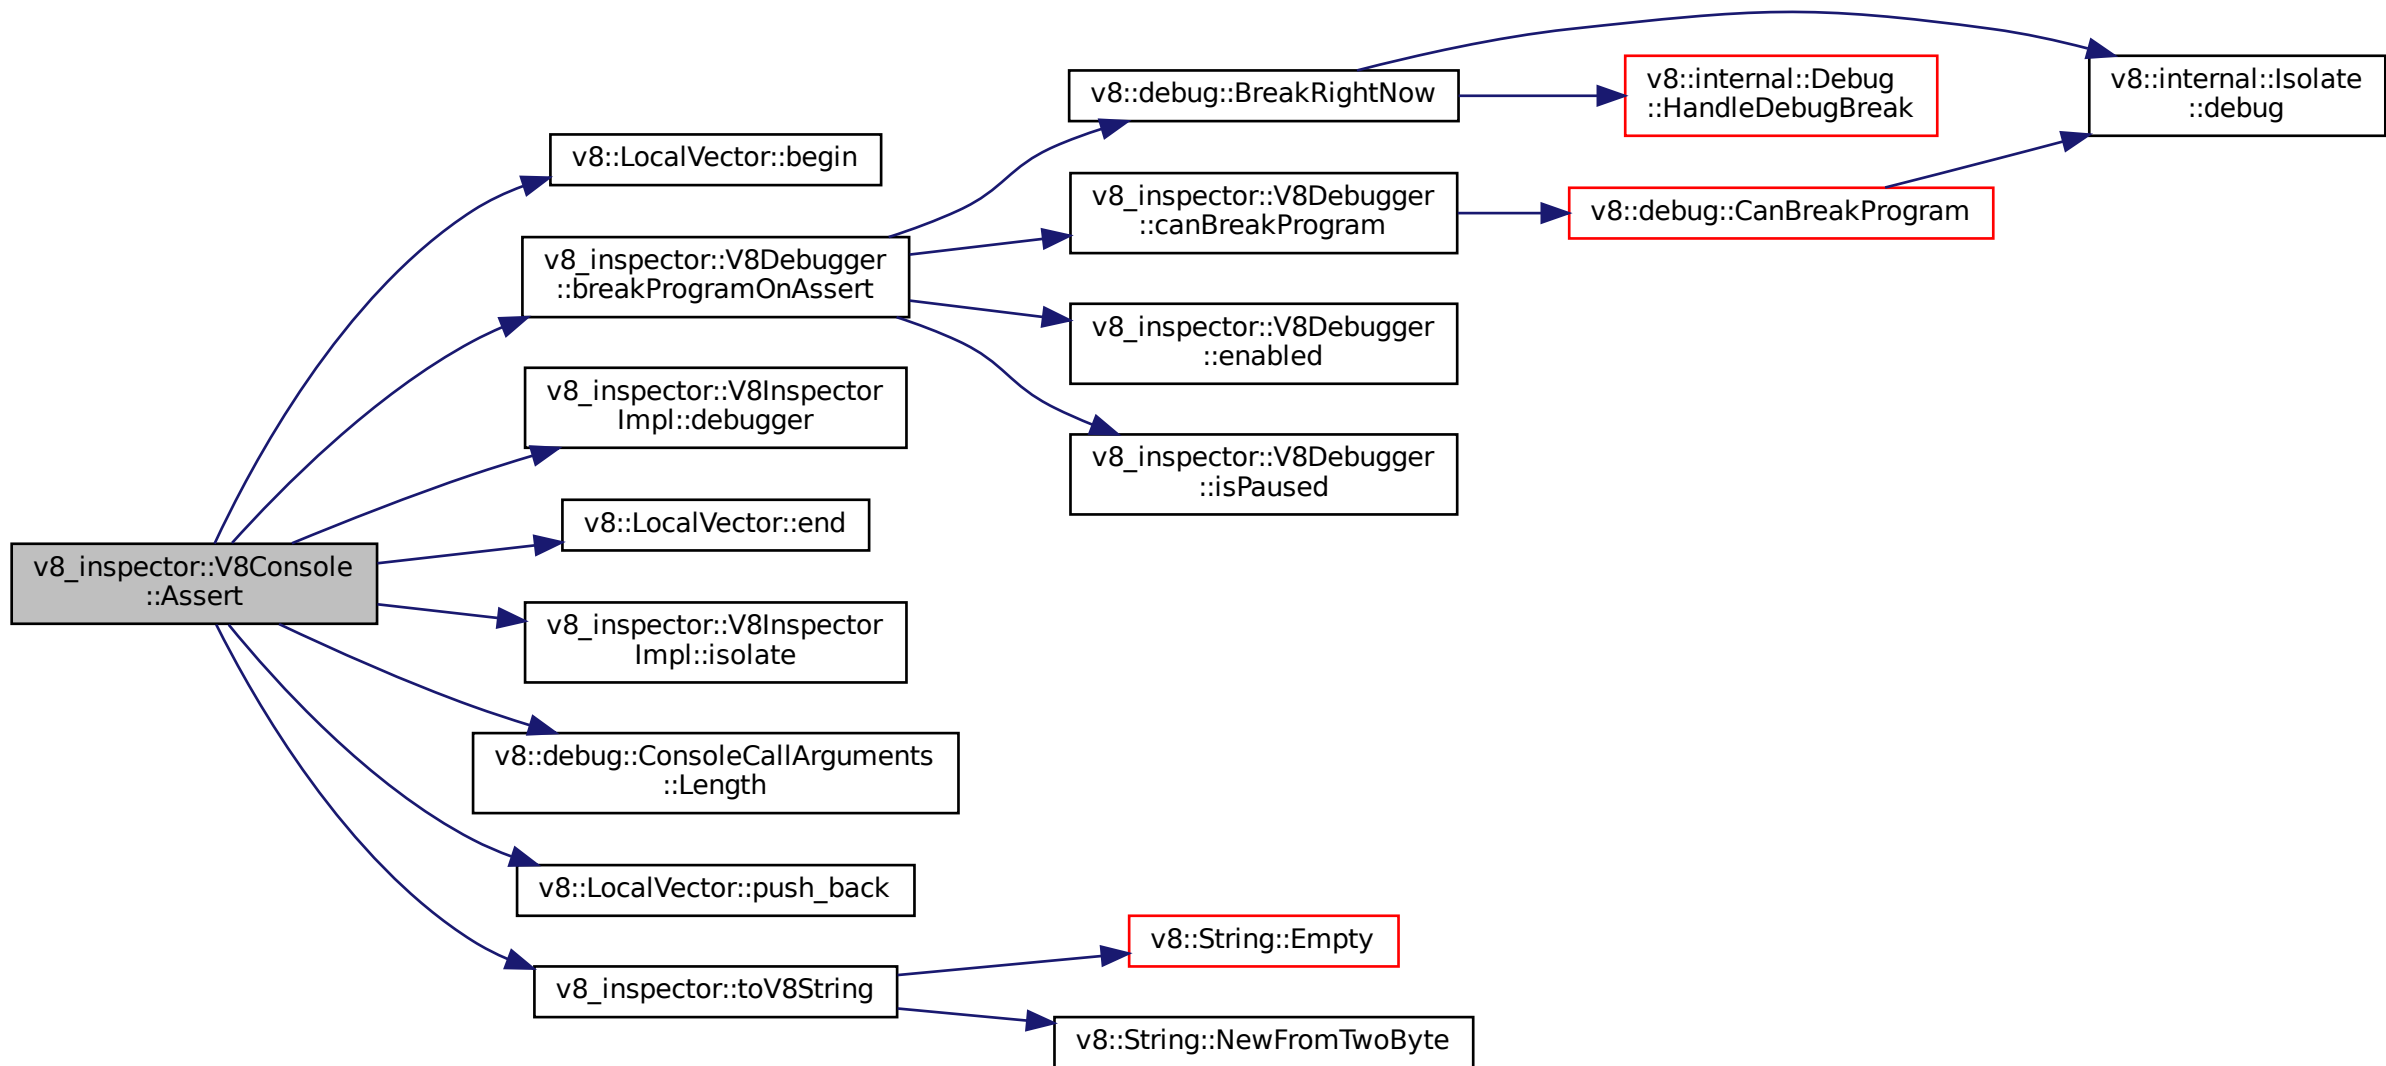 v8_inspector::V8Console
::Assert
v8::LocalVector::begin
v8_inspector::V8Debugger
::breakProgramOnAssert
v8_inspector::V8Inspector
Impl::debugger
v8::LocalVector::end
v8_inspector::V8Inspector
Impl::isolate
v8::debug::ConsoleCallArguments
::Length
v8::LocalVector::push_back
v8_inspector::toV8String
v8::debug::BreakRightNow
v8_inspector::V8Debugger
::canBreakProgram
v8_inspector::V8Debugger
::enabled
v8_inspector::V8Debugger
::isPaused
v8::String::Empty
v8::String::NewFromTwoByte
v8::internal::Debug
::HandleDebugBreak
v8::debug::CanBreakProgram
v8::internal::Isolate
::debug